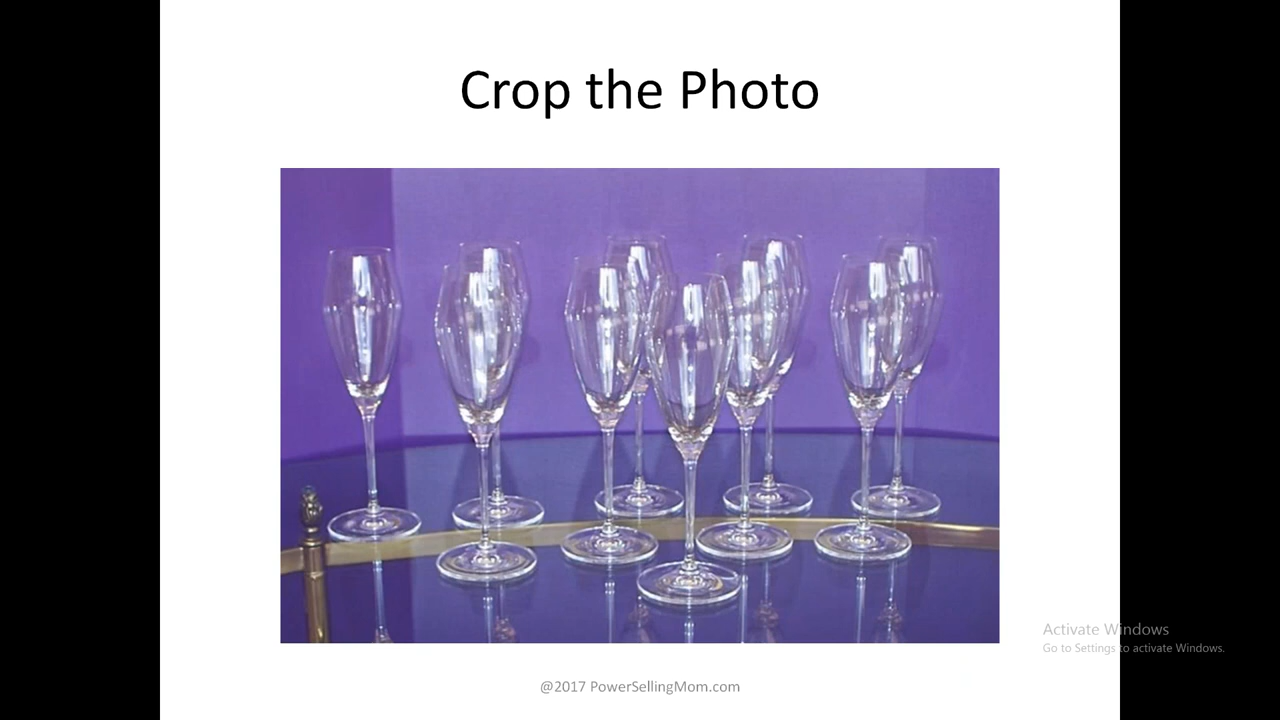 Crop the Photo
Activate Windows
Go to Settings to activate Windows.
@2017 PowerSellingMom.com